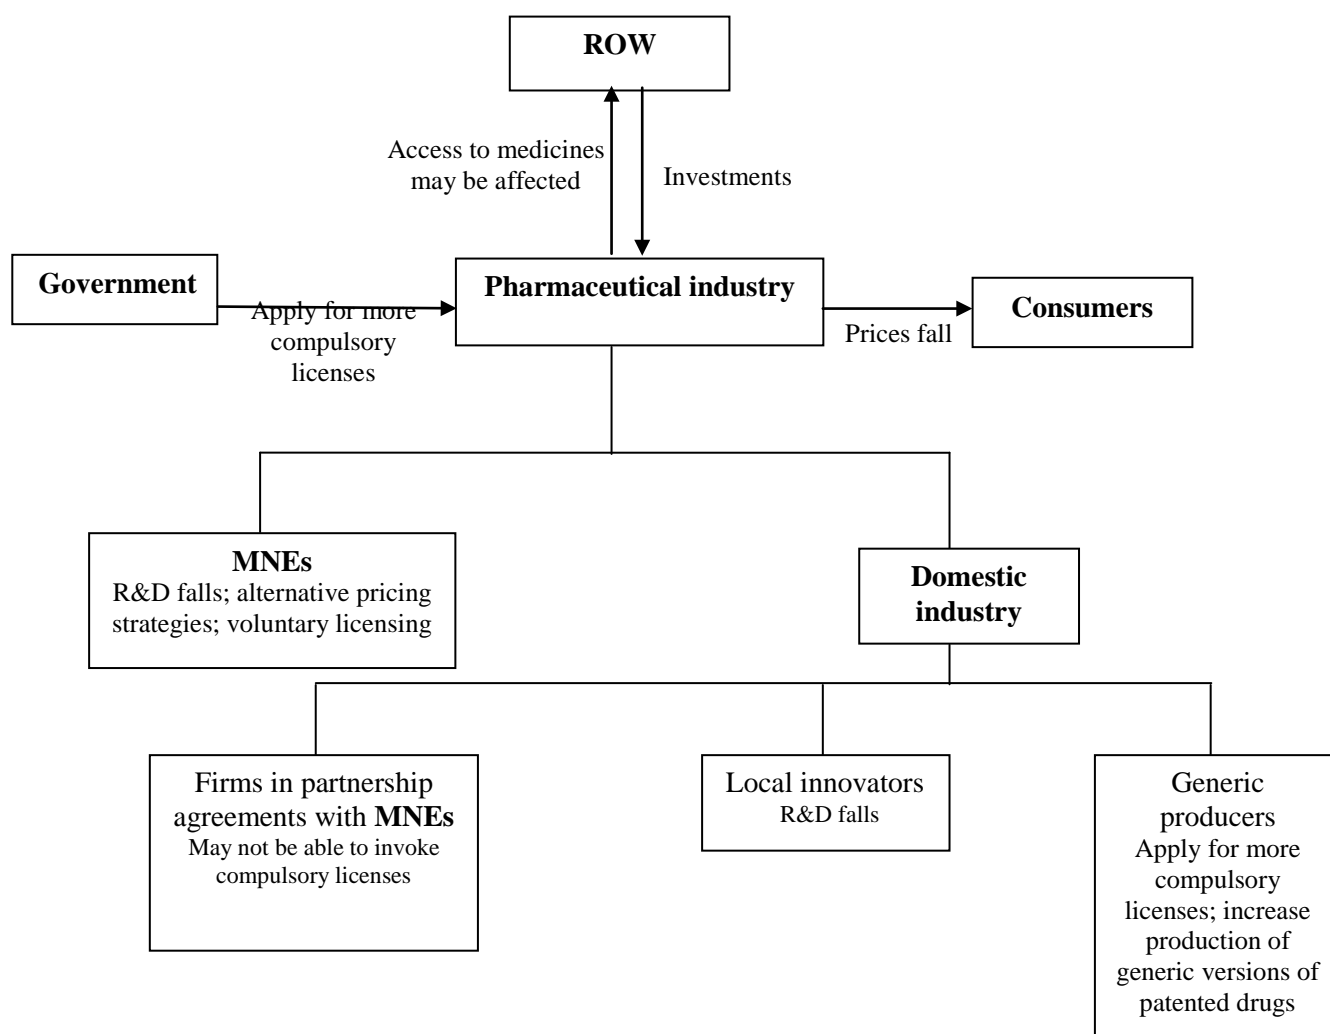 ROW
Access to medicines
may be affected
Investments
Government
Apply for more
compulsory
licenses
Pharmaceutical industry
Prices fall
Consumers
MNEs
R&D falls; alternative pricing
strategies; voluntary licensing
Domestic
industry
Firms in partnership
agreements with MNEs
May not be able to invoke
compulsory licenses
Local innovators
R&D falls
Generic
producers
Apply for more
compulsory
licenses; increase
production of
generic versions of
patented drugs